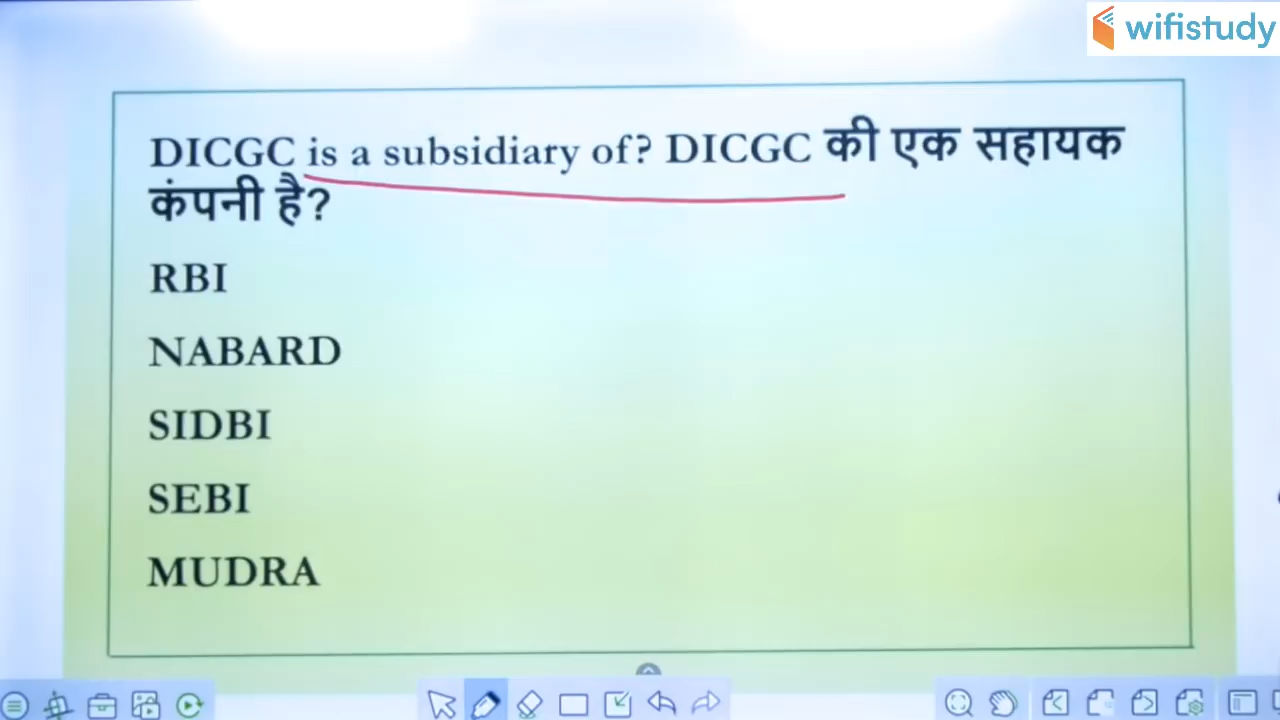 wifistudy
DICGC is a subsidiary of? DICGC की एक सहायक
कंपनी है?
RBI
NABARD
SIDBI
SEBI
MUDRA